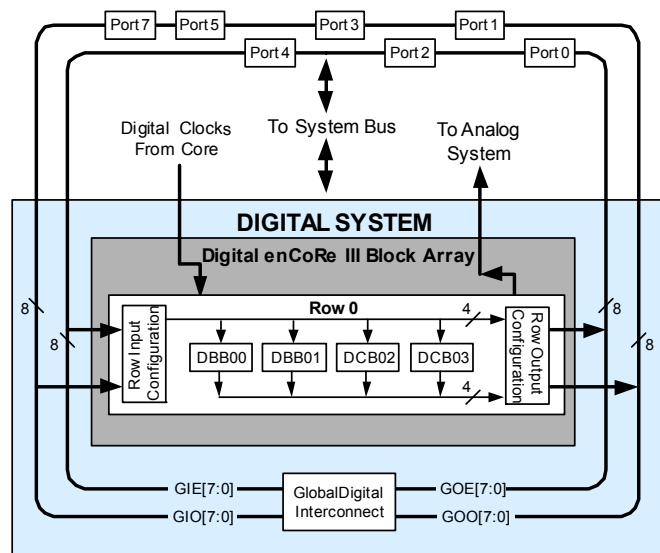 Port 7
Port 5
Port 3
Port 1
Port 4
Port 2
Port 0
Digital Clocks
From Core
To System Bus
To Analog
System
DIGITAL SYSTEM
Digital enCoRe III Block Array
Row 0
4
Row Input
Configuration
DBB00
DBB01
DCB02
DCB03
4
Row Output
Configuration
8
8
8
8
GIE[7:0]
GIO[7:0]
GlobalDigital
Interconnect
GOE[7:0]
GOO[7:0]